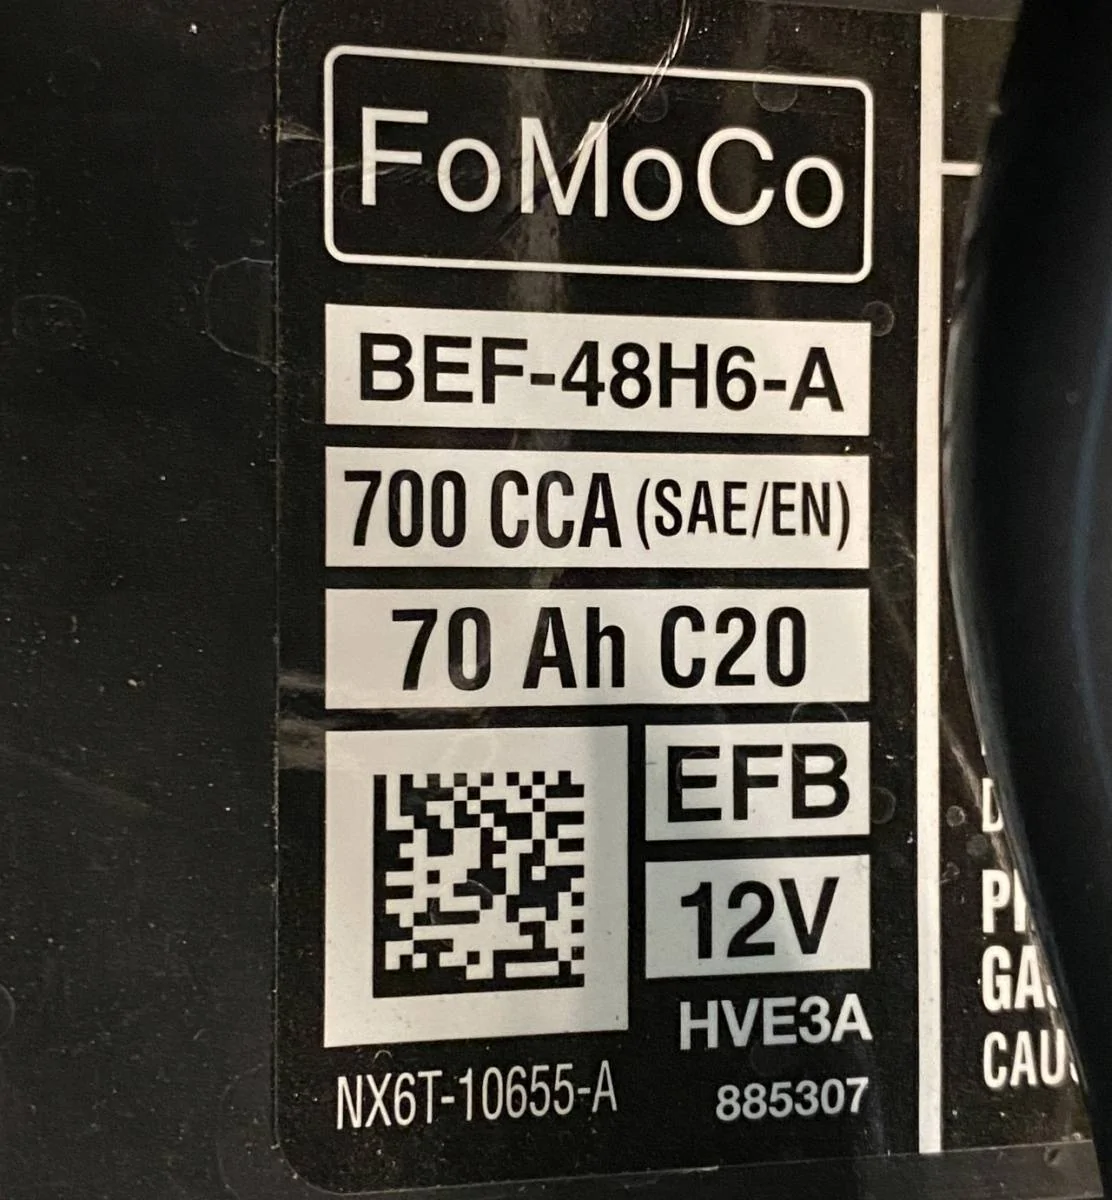 FoMoCo
BEF-48H6-A
700 CCA (SAE/EN)
70 Ah C20
EFB
12V
HVE3A
NX6T-10655-A
885307